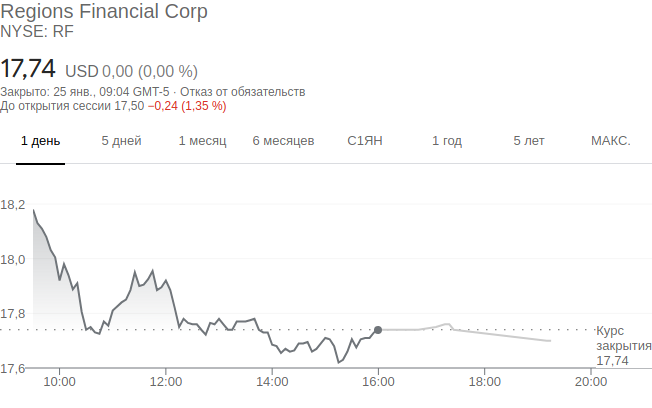 Regions Financial Corp
NYSE: RF
17,74 USD 0,00 (0,00 %)
Закрыто: 25 янв., 09:04 GMT-5 · Отказ от обязательств
До открытия сессии 17,50 −0,24 (1,35 %)
1 день 5 дней 1 месяц 6 месяцев С1ЯН 1 год 5 лет МАКС.
18,2
18,0
17,8
17,6
Курс
закрытия
17,74
10:00 12:00 14:00 16:00 18:00 20:00